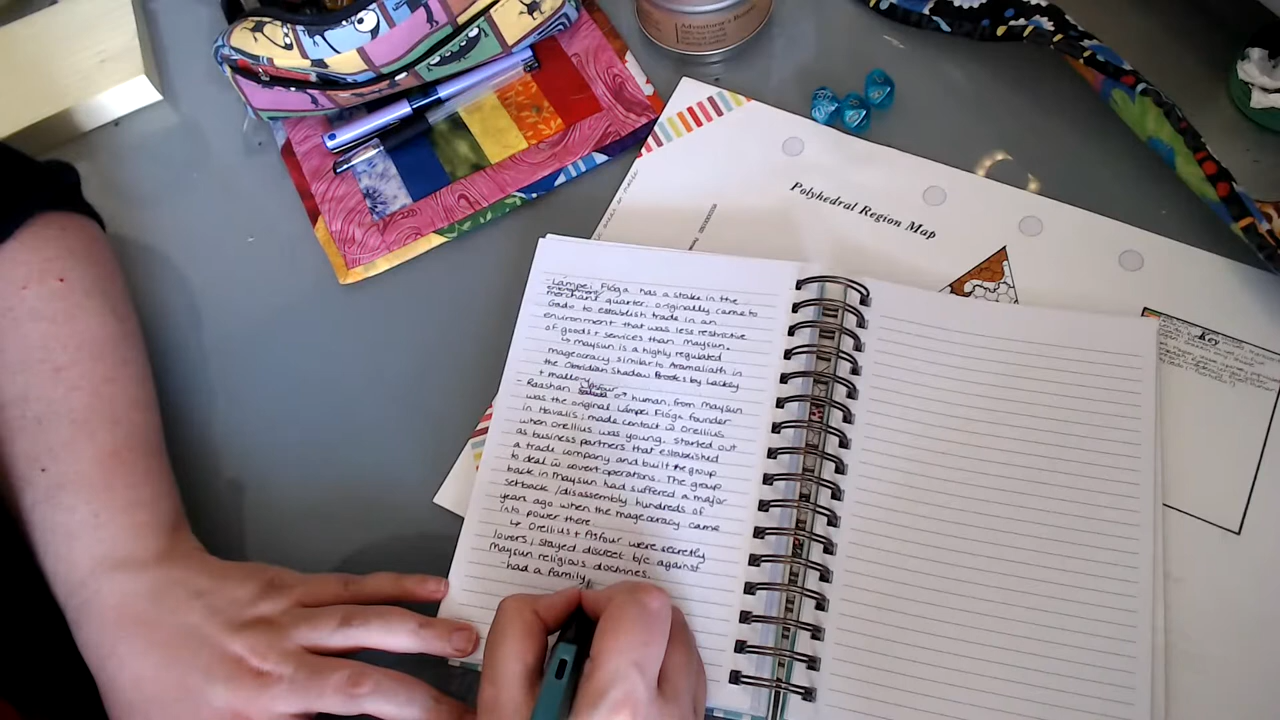 Adventurer's
Polyhedral Region Map
Key
- Lámpei Flóga has a stake in the
merchant quarter; originally came to
Gado to establish trade in an
environment that was less restrictive
of goods + services than Maysun.
↳ Maysun is a highly regulated
mageocracy similar to Aramaliath in
the Obsidian Shadow Books by Lackey
+ Mallory
- Raashan Asfour ♂ human, from Maysun
was the original Lámpei Flóga founder
in Havalis; made contact w Orellius
when Orellius was young. Started out
as business partners that established
a trade company and built the group
to deal w covert operations. The group
back in Maysun had suffered a major
setback/disassembly hundreds of
years ago when the mageocracy came
into power there.
↳ Orellius + Asfour were secretly
lovers; stayed discreet b/c against
Maysun religious doctrines.
- had a family